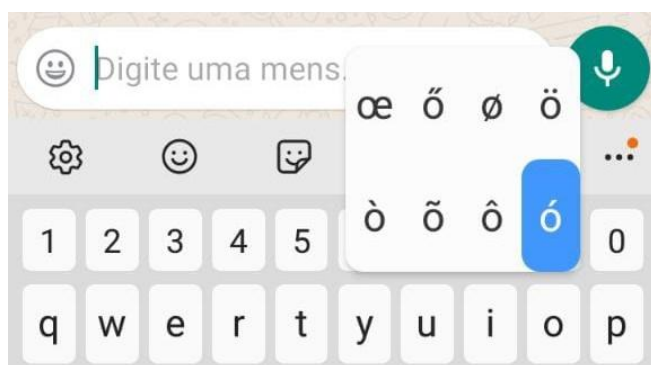 Digite uma mens.
œ ő ø ö
ò õ ô ó
1 2 3 4 5 0
q w e r t y u i o p